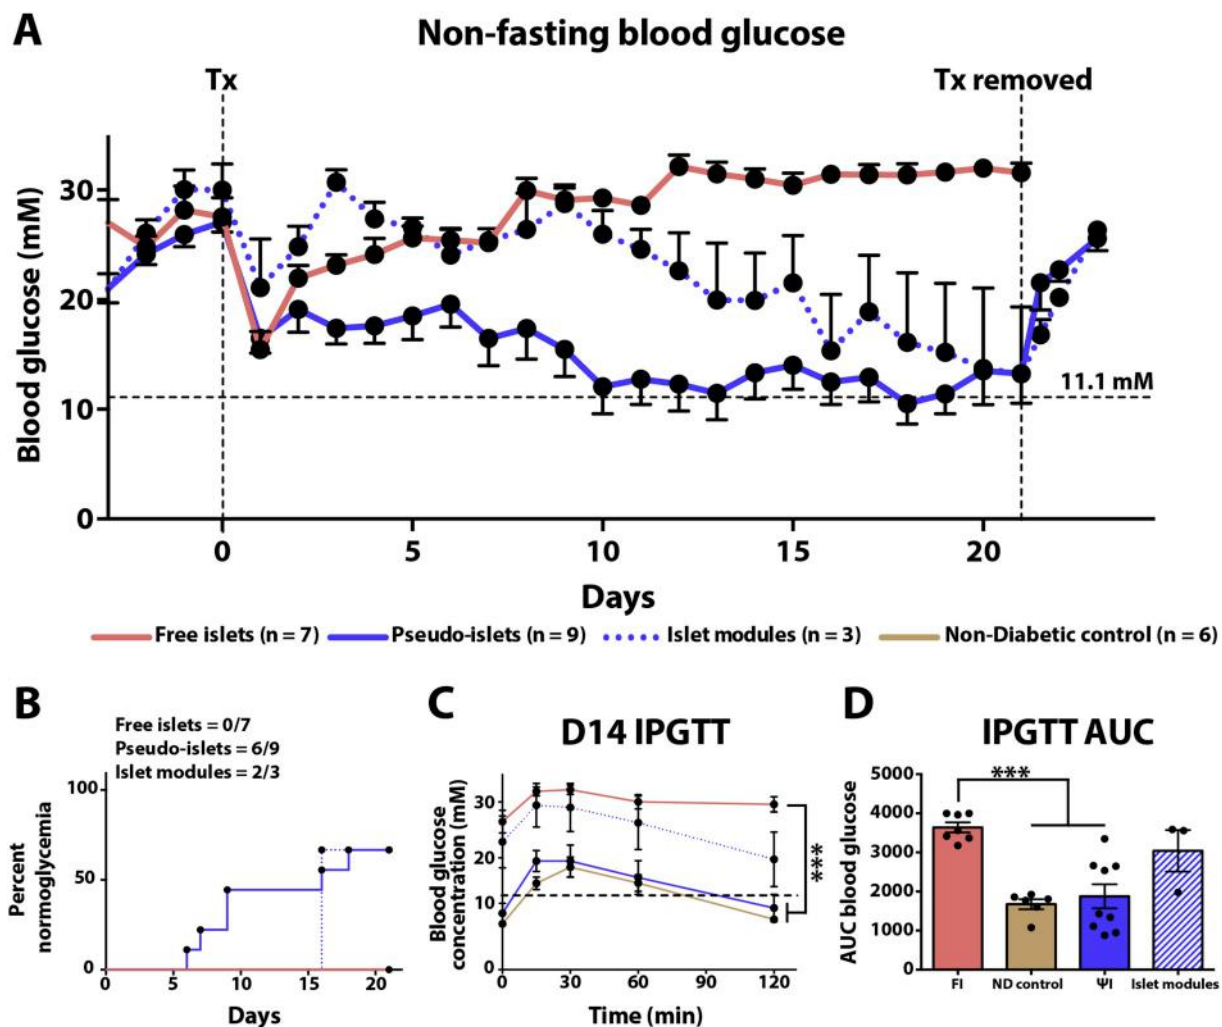 A
Non-fasting blood glucose
Tx
Tx removed
Blood glucose (mM)
30
20
10
0
11.1 mM
0
5
10
15
20
Days
Free islets (n = 7)
Pseudo-islets (n = 9)
Islet modules (n = 3)
Non-Diabetic control (n = 6)
B
Free islets = 0/7
Pseudo-islets = 6/9
Islet modules = 2/3
Percent
normoglycemia
100
50
0
0
5
10
15
20
Days
C
D14 IPGTT
Blood glucose
concentration (mM)
30
20
10
0
0
30
60
90
120
Time (min)
***
D
IPGTT AUC
AUC blood glucose
5000
4000
3000
2000
1000
0
***
FI
ND control
ΨI
Islet modules